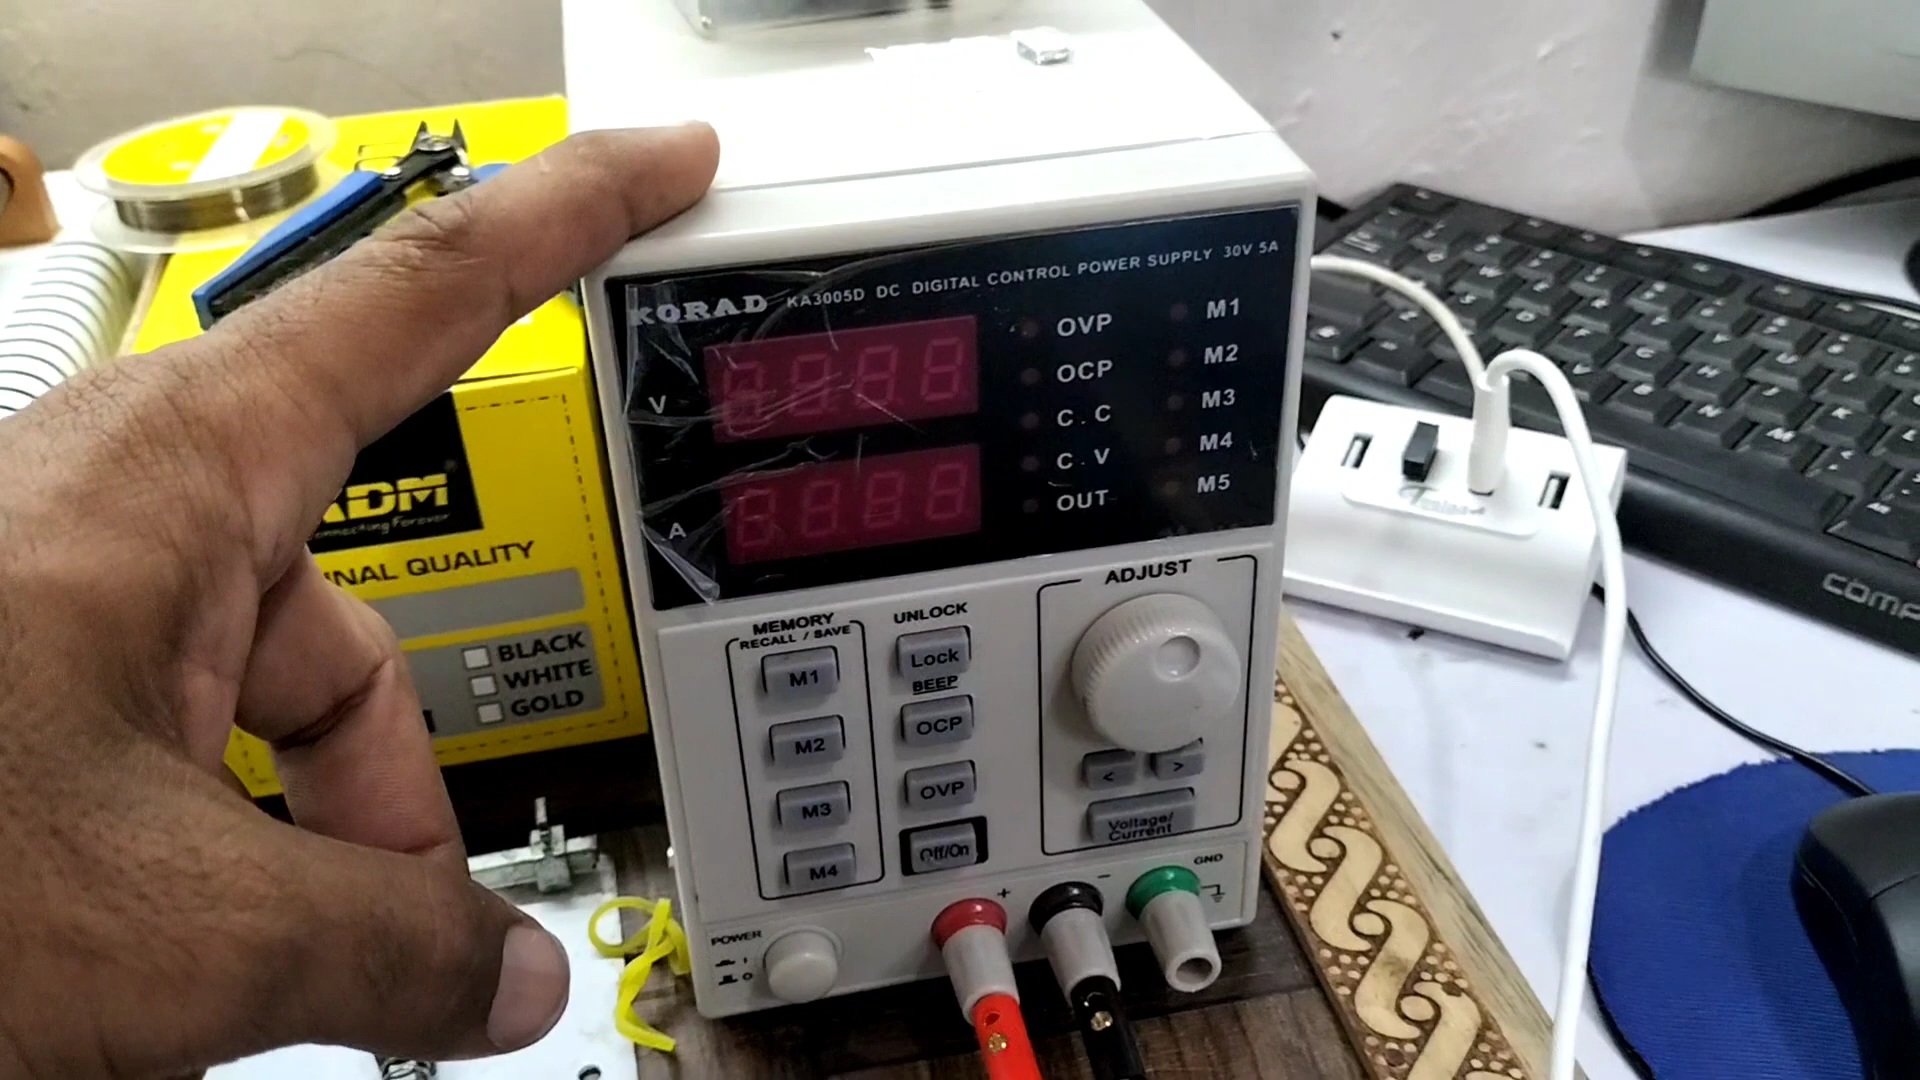 KORAD KA3005D DC DIGITAL CONTROL POWER SUPPLY 30V 5A
V
A
OVP
OCP
C.C
C.V
OUT
M1
M2
M3
M4
M5
MEMORY
RECALL / SAVE
M1
M2
M3
M4
UNLOCK
Lock
BEEP
OCP
OVP
Off/On
ADJUST
<
>
Voltage/
Current
POWER
I
O
+
-
GND
ADM
INAL QUALITY
BLACK
WHITE
GOLD